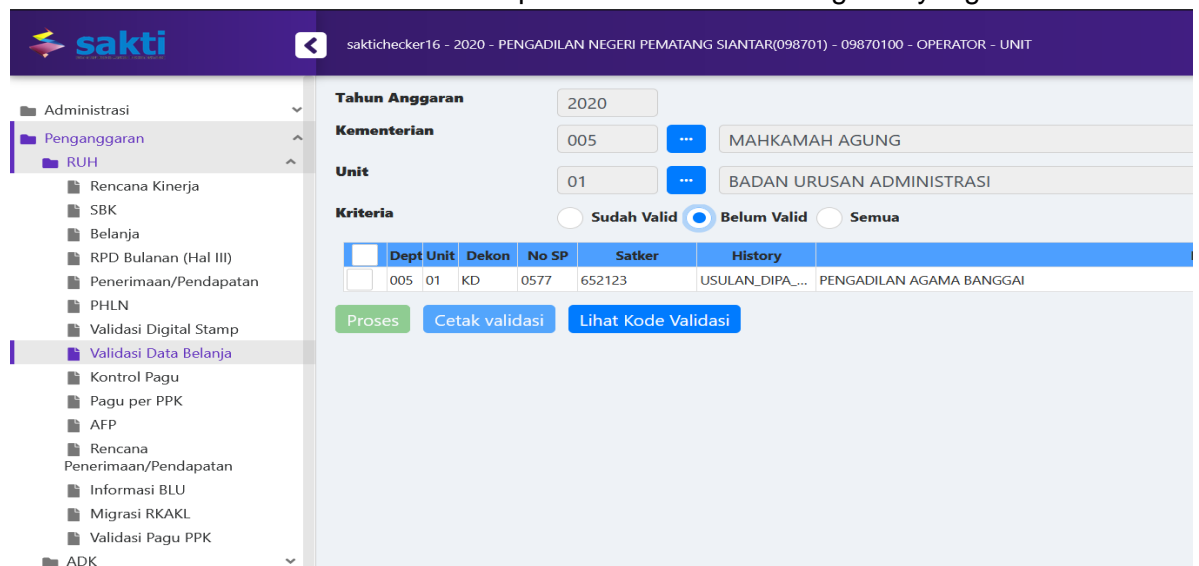 sakti
saktichecker16 - 2020 - PENGADILAN NEGERI PEMATANG SIANTAR(098701) - 09870100 - OPERATOR - UNIT
Administrasi
Penganggaran
RUH
Rencana Kinerja
SBK
Belanja
RPD Bulanan (Hal III)
Penerimaan/Pendapatan
PHLN
Validasi Digital Stamp
Validasi Data Belanja
Kontrol Pagu
Pagu per PPK
AFP
Rencana
Penerimaan/Pendapatan
Informasi BLU
Migrasi RKAKL
Validasi Pagu PPK
ADK
Tahun Anggaran 2020
Kementerian 005 ... MAHKAMAH AGUNG
Unit 01 ... BADAN URUSAN ADMINISTRASI
Kriteria Sudah Valid Belum Valid Semua
Dept Unit Dekon No SP Satker History
005 01 KD 0577 652123 USULAN_DIPA_... PENGADILAN AGAMA BANGGAI
Proses Cetak validasi Lihat Kode Validasi